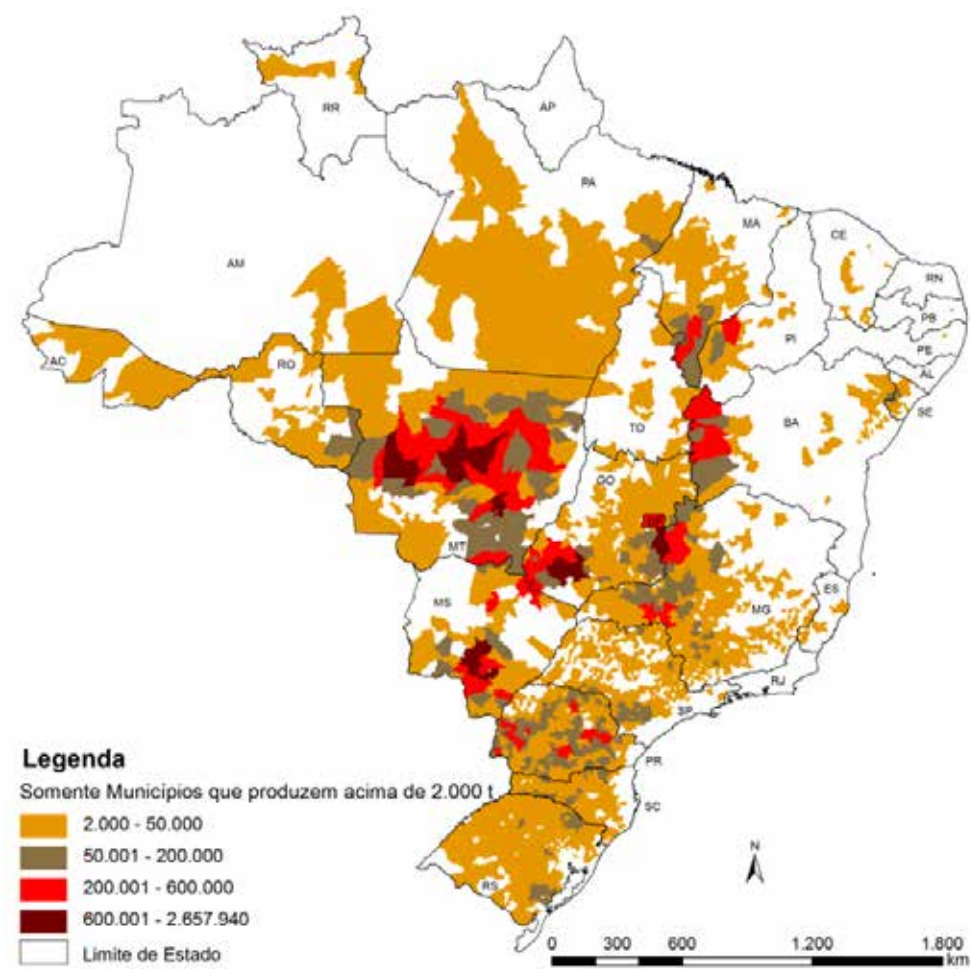 RR
AP
PA
MA
CE
AM
RN
PB
PI
PE
AC
RO
AL
TO
SE
BA
GO
DF
MT
MS
MG
ES
RJ
SP
PR
SC
RS
Legenda
Somente Municipios que produzem acima de 2.000 t
2.000 - 50.000
50.001 - 200.000
200.001 - 600.000
600.001 - 2.657.940
Limite de Estado
N
0 300 600 1.200 1.800
km